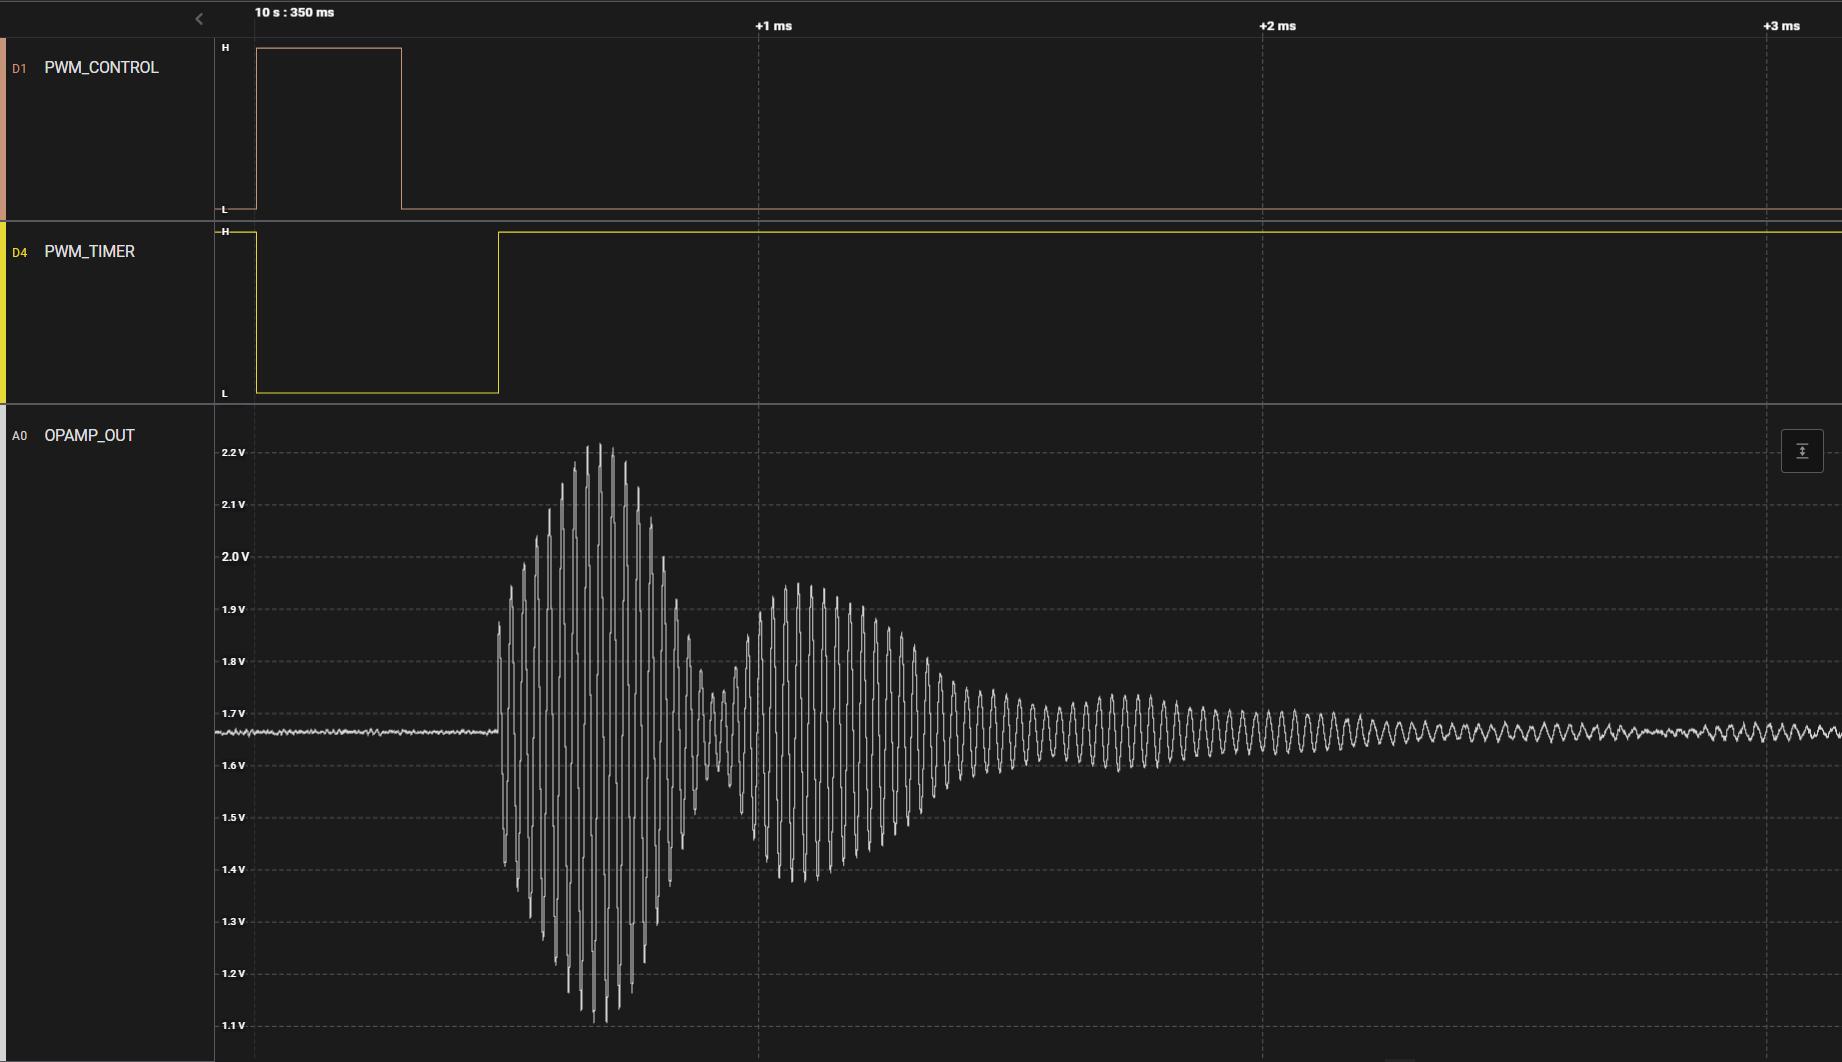 10 s : 350 ms
+1 ms
+2 ms
+3 ms
D1 PWM_CONTROL
H
L
D4 PWM_TIMER
H
L
A0 OPAMP_OUT
2.2 V
2.1 V
2.0 V
1.9 V
1.8 V
1.7 V
1.6 V
1.5 V
1.4 V
1.3 V
1.2 V
1.1 V